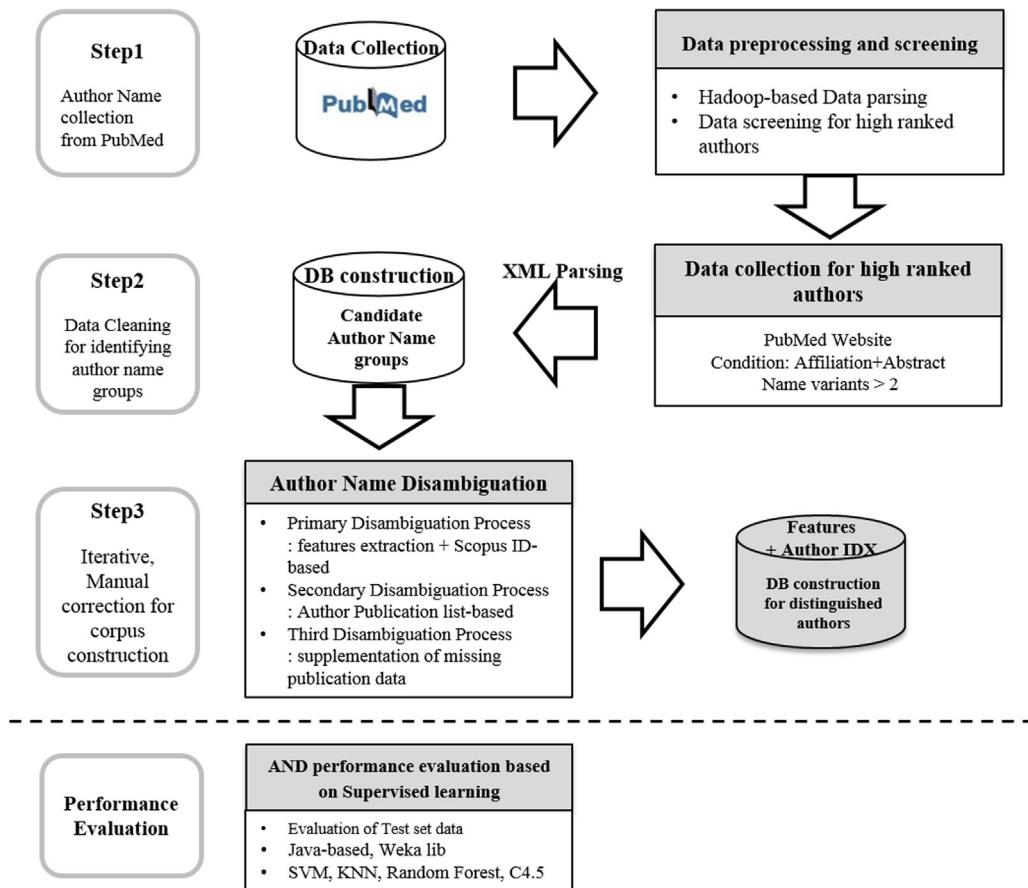 Step1
Author Name
collection
from PubMed
Data Collection
PubMed
Data preprocessing and screening
• Hadoop-based Data parsing
• Data screening for high ranked
authors
Step2
Data Cleaning
for identifying
author name
groups
DB construction
Candidate
Author Name
groups
XML Parsing
Data collection for high ranked
authors
PubMed Website
Condition: Affiliation+Abstract
Name variants > 2
Step3
Iterative,
Manual
correction for
corpus
construction
Author Name Disambiguation
• Primary Disambiguation Process
: features extraction + Scopus ID-
based
• Secondary Disambiguation Process
: Author Publication list-based
• Third Disambiguation Process
: supplementation of missing
publication data
Features
+ Author IDX
DB construction
for distinguished
authors
Performance
Evaluation
AND performance evaluation based
on Supervised learning
• Evaluation of Test set data
• Java-based, Weka lib
• SVM, KNN, Random Forest, C4.5